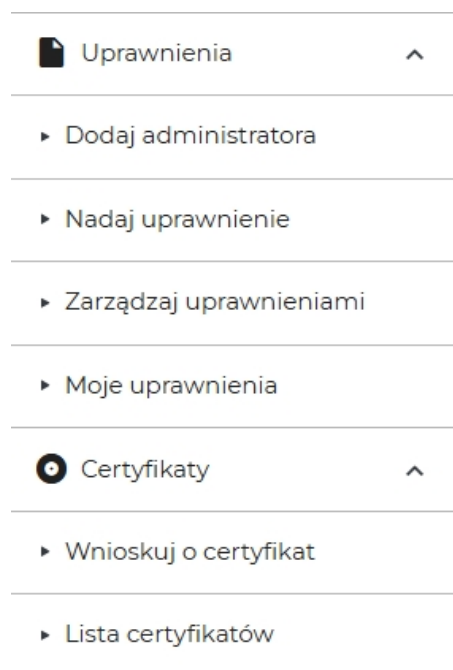 Uprawnienia
Dodaj administratora
Nadaj uprawnienie
Zarządzaj uprawnieniami
Moje uprawnienia
Certyfikaty
Wnioskuj o certyfikat
Lista certyfikatów